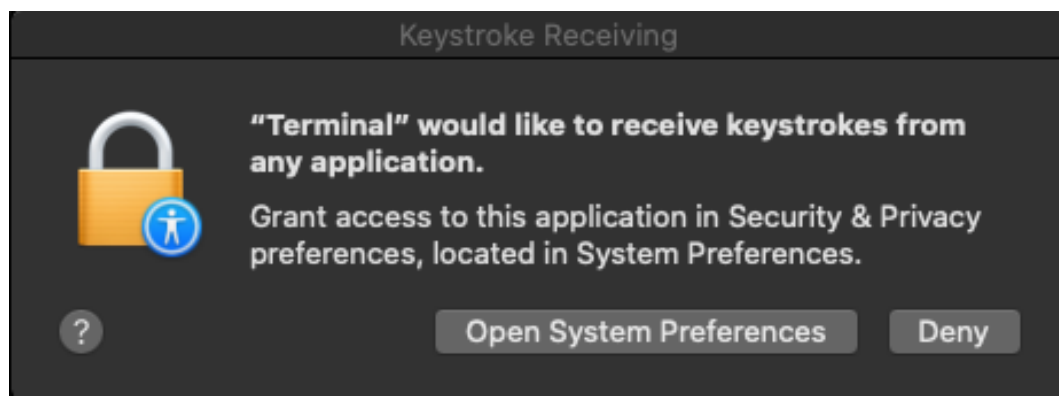 Keystroke Receiving
“Terminal” would like to receive keystrokes from
any application.
Grant access to this application in Security & Privacy
preferences, located in System Preferences.
?
Open System Preferences
Deny